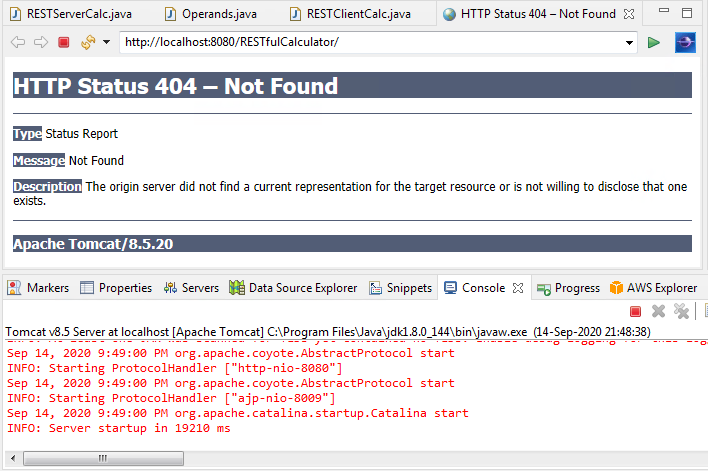 RESTServerCalc.java Operands.java RESTClientCalc.java HTTP Status 404 – Not Found
http://localhost:8080/RESTfulCalculator/
HTTP Status 404 – Not Found
Type Status Report
Message Not Found
Description The origin server did not find a current representation for the target resource or is not willing to disclose that one
exists.
Apache Tomcat/8.5.20
Markers Properties Servers Data Source Explorer Snippets Console Progress AWS Explorer
Tomcat v8.5 Server at localhost [Apache Tomcat] C:\Program Files\Java\jdk1.8.0_144\bin\javaw.exe (14-Sep-2020 21:48:38)
Sep 14, 2020 9:49:00 PM org.apache.coyote.AbstractProtocol start
INFO: Starting ProtocolHandler ["http-nio-8080"]
Sep 14, 2020 9:49:00 PM org.apache.coyote.AbstractProtocol start
INFO: Starting ProtocolHandler ["ajp-nio-8009"]
Sep 14, 2020 9:49:00 PM org.apache.catalina.startup.Catalina start
INFO: Server startup in 19210 ms